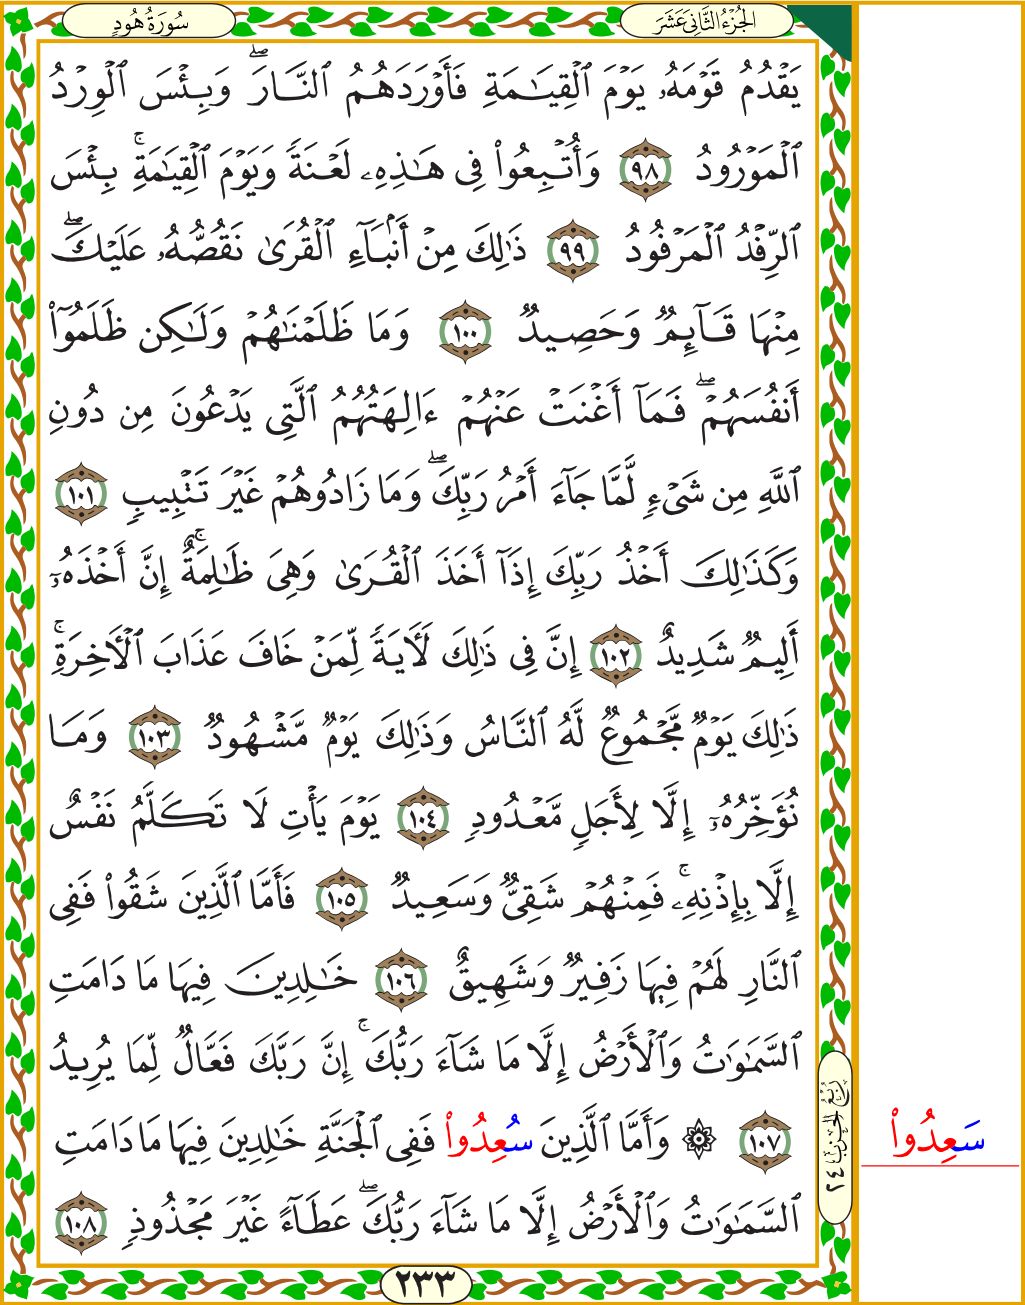 سُورَةُ هُودٍ
الجُزْءُ الثَّانِي عَشَرَ
يَقْدُمُ قَوْمَهُۥ يَوْمَ ٱلْقِيَـٰمَةِ فَأَوْرَدَهُمُ ٱلنَّارَ ۖ وَبِئْسَ ٱلْوِرْدُ
ٱلْمَوْرُودُ ٩٨ وَأُتْبِعُوا۟ فِى هَـٰذِهِۦ لَعْنَةً وَيَوْمَ ٱلْقِيَـٰمَةِ ۚ بِئْسَ
ٱلرِّفْدُ ٱلْمَرْفُودُ ٩٩ ذَٰلِكَ مِنْ أَنۢبَآءِ ٱلْقُرَىٰ نَقُصُّهُۥ عَلَيْكَ ۖ
مِنْهَا قَآئِمٌ وَحَصِيدٌ ١٠٠ وَمَا ظَلَمْنَـٰهُمْ وَلَـٰكِن ظَلَمُوٓا۟
أَنفُسَهُمْ ۖ فَمَآ أَغْنَتْ عَنْهُمْ ءَالِهَتُهُمُ ٱلَّتِى يَدْعُونَ مِن دُونِ
ٱللَّهِ مِن شَىْءٍ لَّمَّا جَآءَ أَمْرُ رَبِّكَ ۖ وَمَا زَادُوهُمْ غَيْرَ تَتْبِيبٍ ١٠١
وَكَذَٰلِكَ أَخْذُ رَبِّكَ إِذَآ أَخَذَ ٱلْقُرَىٰ وَهِىَ ظَـٰلِمَةٌ ۚ إِنَّ أَخْذَهُۥٓ
أَلِيمٌ شَدِيدٌ ١٠٢ إِنَّ فِى ذَٰلِكَ لَـَٔايَةً لِّمَنْ خَافَ عَذَابَ ٱلْـَٔاخِرَةِ ۚ
ذَٰلِكَ يَوْمٌ مَّجْمُوعٌ لَّهُ ٱلنَّاسُ وَذَٰلِكَ يَوْمٌ مَّشْهُودٌ ١٠٣ وَمَا
نُؤَخِّرُهُۥٓ إِلَّا لِأَجَلٍ مَّعْدُودٍ ١٠٤ يَوْمَ يَأْتِ لَا تَكَلَّمُ نَفْسٌ
إِلَّا بِإِذْنِهِۦ ۚ فَمِنْهُمْ شَقِىٌّ وَسَعِيدٌ ١٠٥ فَأَمَّا ٱلَّذِينَ شَقُوا۟ فَفِى
ٱلنَّارِ لَهُمْ فِيهَا زَفِيرٌ وَشَهِيقٌ ١٠٦ خَـٰلِدِينَ فِيهَا مَا دَامَتِ
ٱلسَّمَـٰوَٰتُ وَٱلْأَرْضُ إِلَّا مَا شَآءَ رَبُّكَ ۚ إِنَّ رَبَّكَ فَعَّالٌ لِّمَا يُرِيدُ
١٠٧ ۞ وَأَمَّا ٱلَّذِينَ سُعِدُوا۟ فَفِى ٱلْجَنَّةِ خَـٰلِدِينَ فِيهَا مَا دَامَتِ
ٱلسَّمَـٰوَٰتُ وَٱلْأَرْضُ إِلَّا مَا شَآءَ رَبُّكَ ۖ عَطَآءً غَيْرَ مَجْذُوذٍ ١٠٨
سَعِدُوا۟
رُبْعُ الحِزْبِ ٢٤
٢٣٣